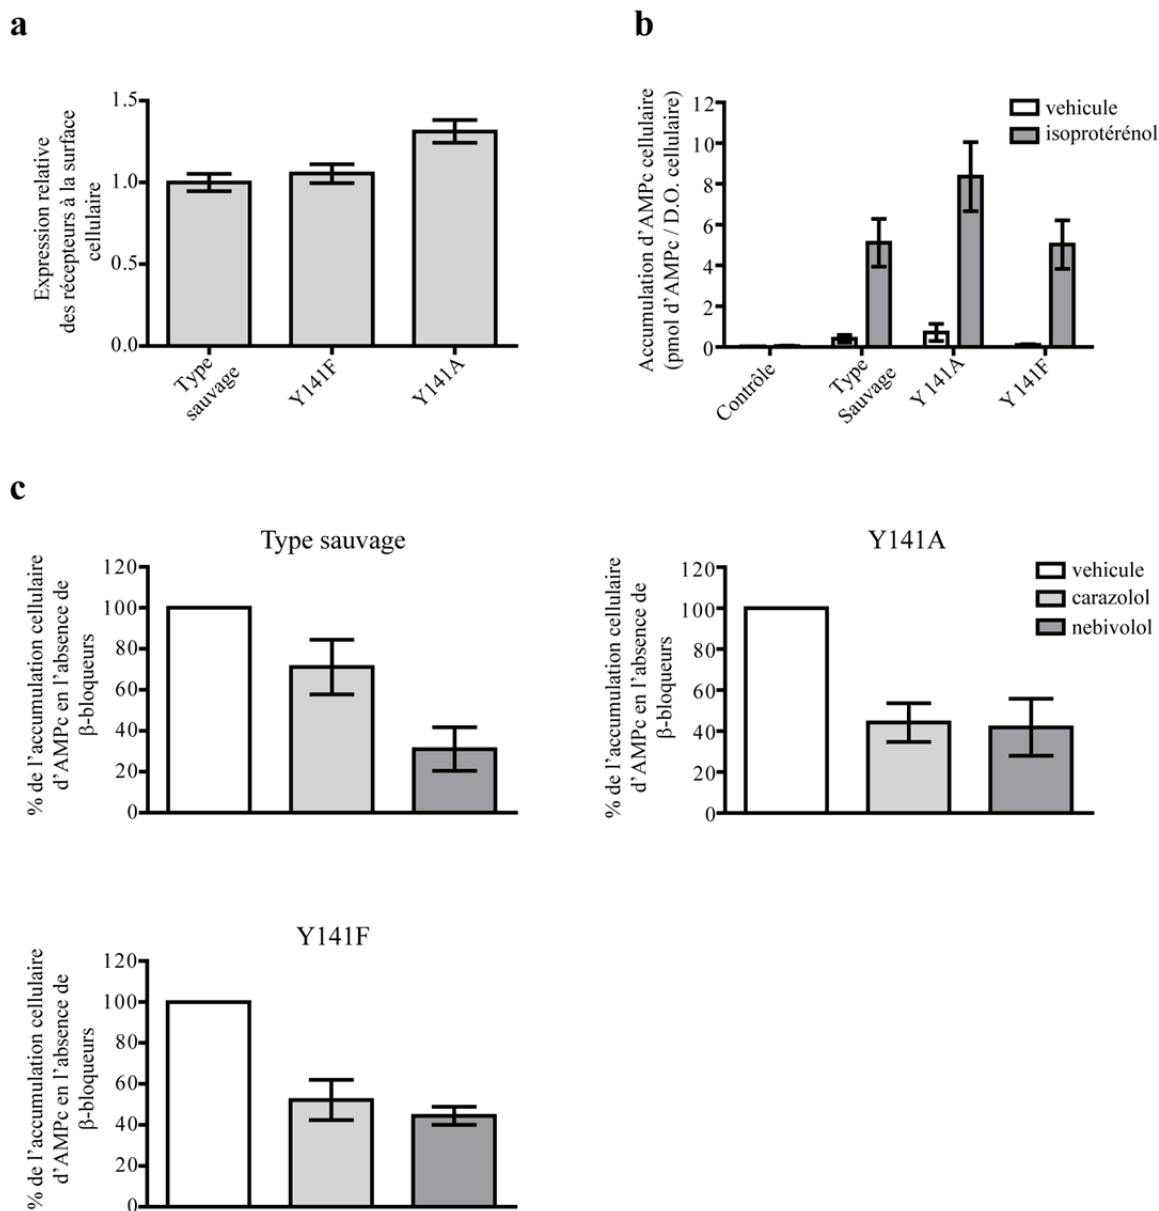 a
Expression relative
des récepteurs à la surface
cellulaire
1.5
1.0
0.5
0.0
Type
sauvage
Y141F
Y141A
b
Accumulation d'AMPc cellulaire
(pmol d'AMPc / D.O. cellulaire)
12
10
8
6
4
2
0
vehicule
isoprotérénol
Contrôle
Type
Sauvage
Y141A
Y141F
c
Type sauvage
% de l'accumulation cellulaire
d'AMPc en l'absence de
β-bloqueurs
120
100
80
60
40
20
0
Y141A
% de l'accumulation cellulaire
d'AMPc en l'absence de
β-bloqueurs
120
100
80
60
40
20
0
vehicule
carazolol
nebivolol
Y141F
% de l'accumulation cellulaire
d'AMPc en l'absence de
β-bloqueurs
120
100
80
60
40
20
0